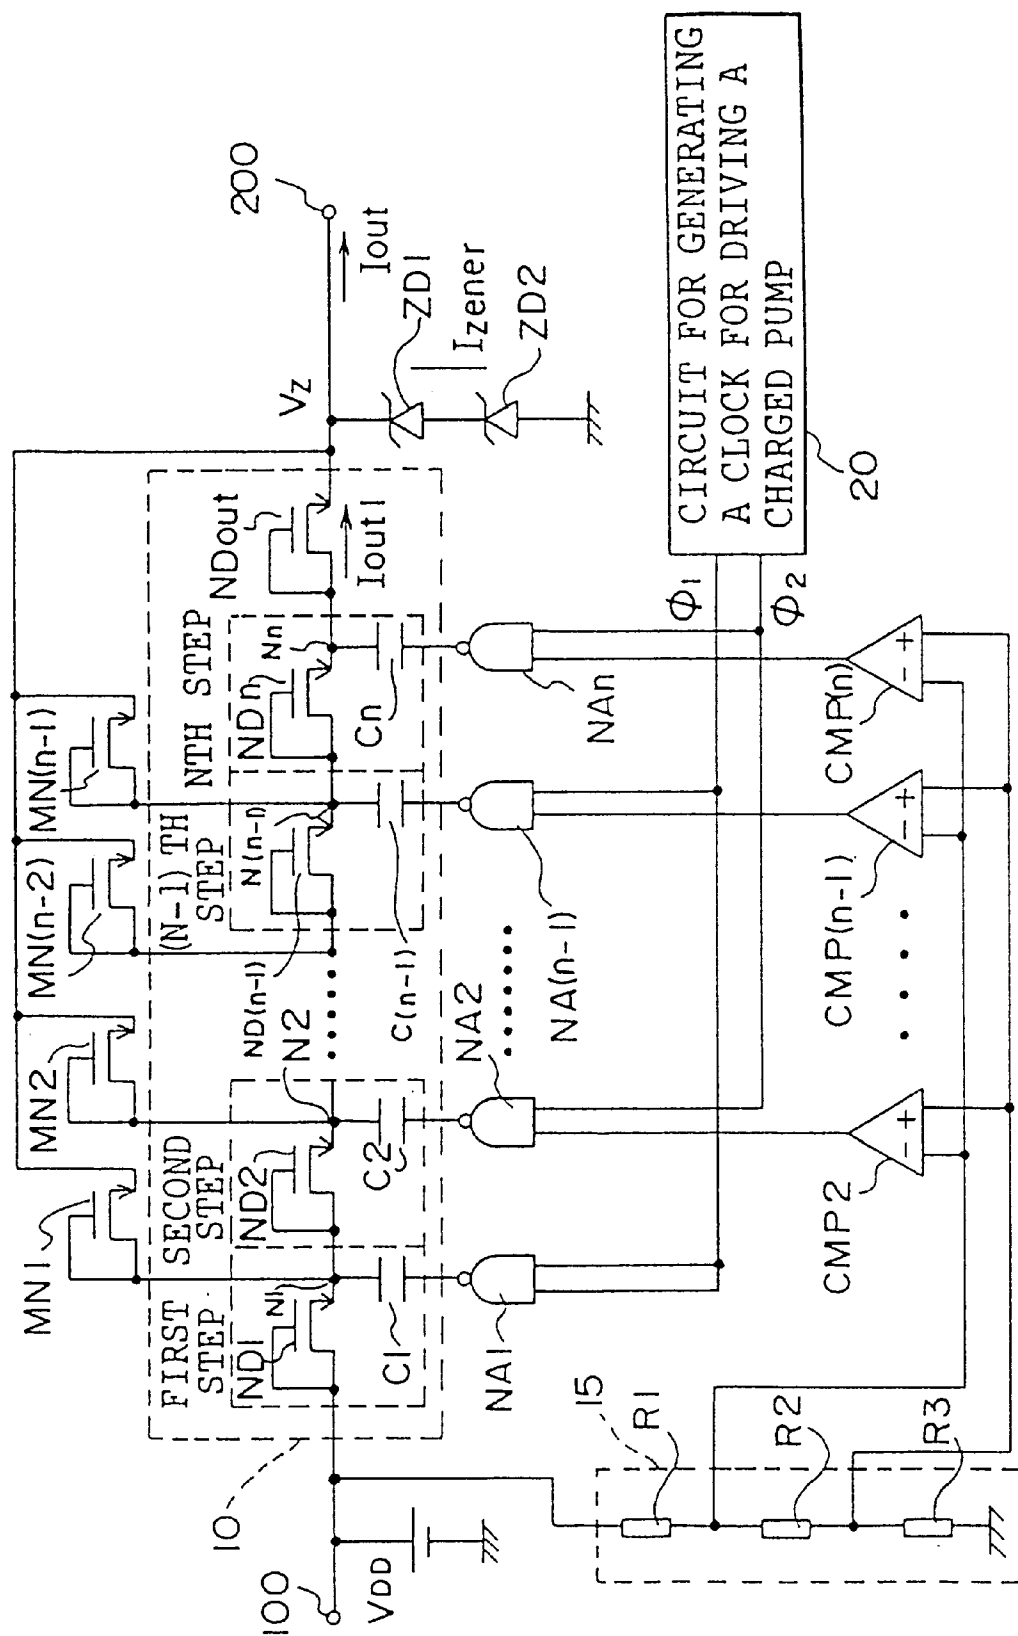 MN1
MN2
MN(n-2)
MN(n-1)
FIRST STEP
SECOND STEP
(N-1) TH STEP
NTH STEP
10
ND1
N1
C1
ND2
N2
C2
ND(n-1)
N(n-1)
C(n-1)
NDn
Nn
Cn
NDout
Iout1
Vz
200
Iout
ZD1
Izener
ZD2
100
VDD
NA1
NA2
NA(n-1)
NAn
Φ1
Φ2
CIRCUIT FOR GENERATING
A CLOCK FOR DRIVING A
CHARGED PUMP
20
15
R1
R2
R3
CMP2
CMP(n-1)
CMP(n)
- +
- +
- +